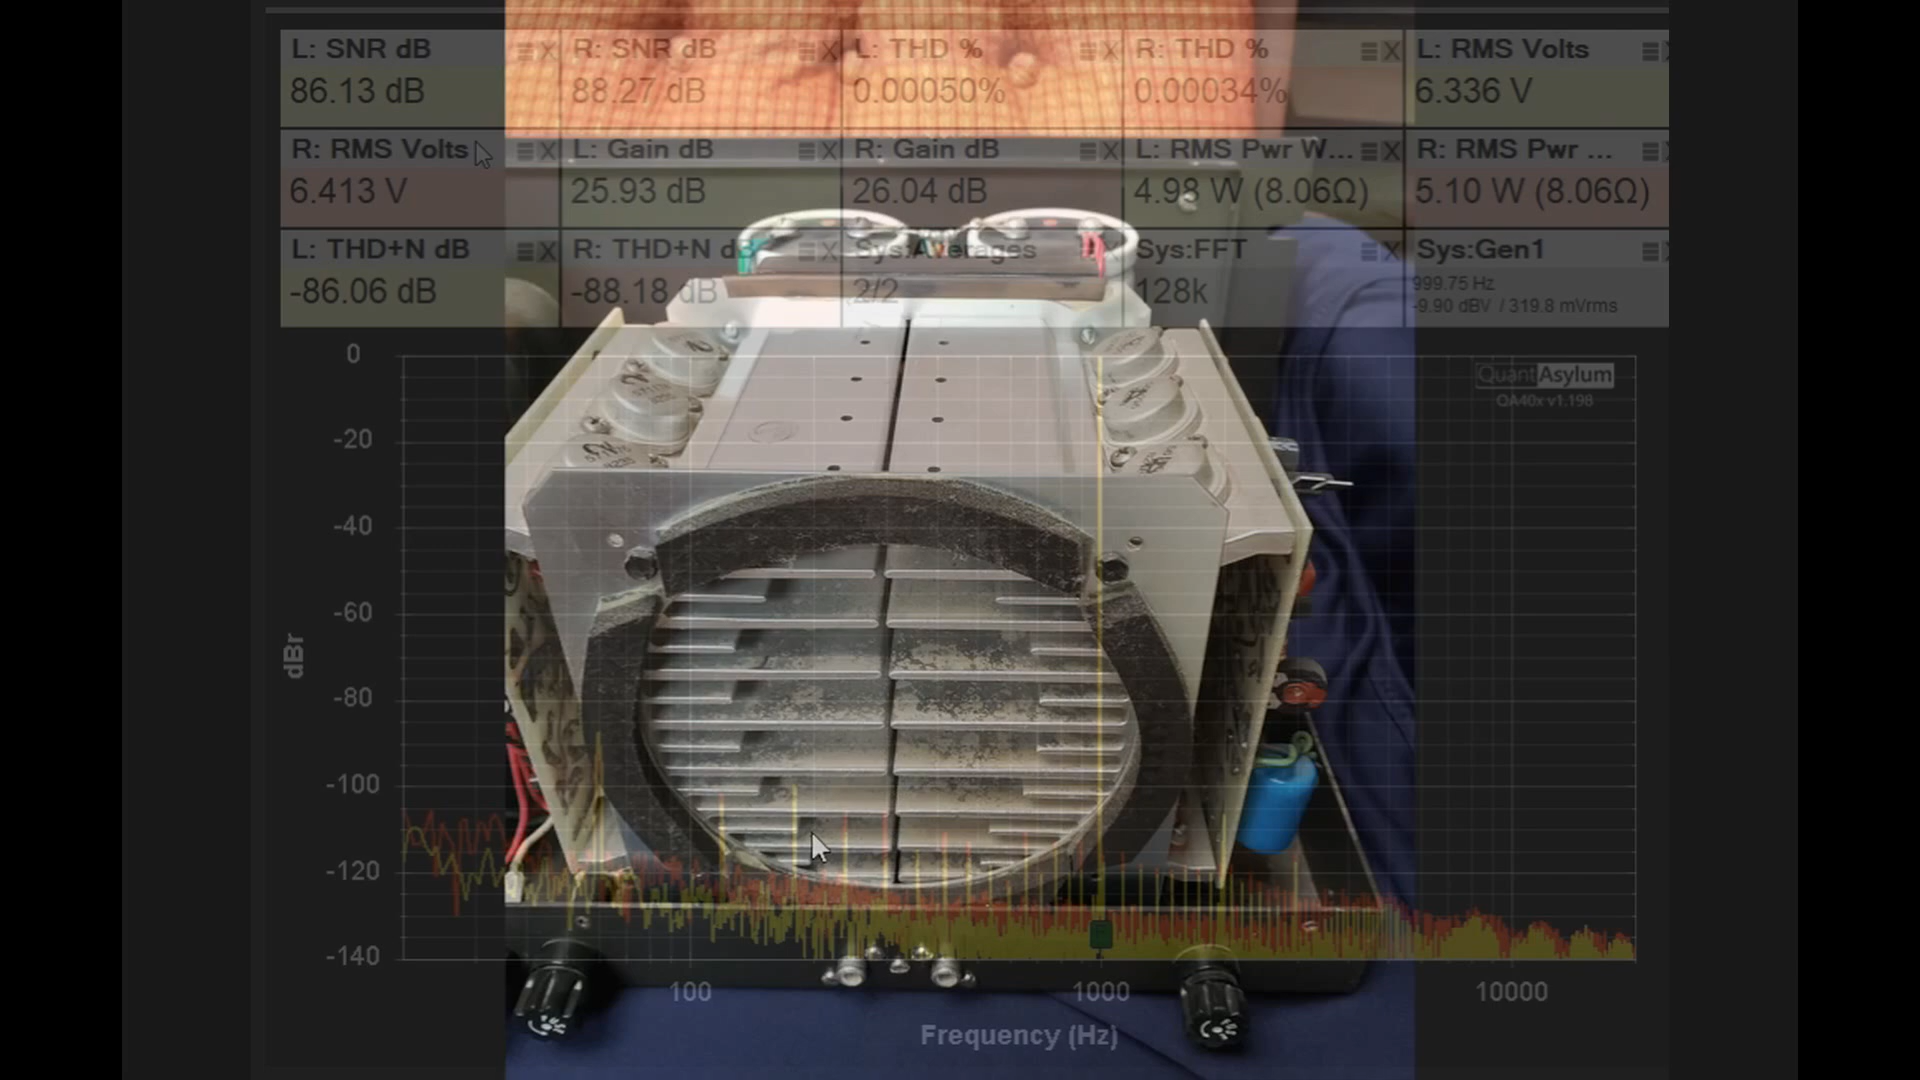 L: SNR dB
86.13 dB
R: SNR dB
88.27 dB
L: THD %
0.00050%
R: THD %
0.00034%
L: RMS Volts
6.336 V
R: RMS Volts
6.413 V
L: Gain dB
25.93 dB
R: Gain dB
26.04 dB
L: RMS Pwr W...
4.98 W (8.06Ω)
R: RMS Pwr ...
5.10 W (8.06Ω)
L: THD+N dB
-86.06 dB
R: THD+N dB
-88.18 dB
Sys:Averages
2/2
Sys:FFT
128k
Sys:Gen1
999.75 Hz
-9.90 dBV / 319.8 mVrms
QuantAsylum
QA40x v1.198
dBr
0
-20
-40
-60
-80
-100
-120
-140
100
1000
10000
Frequency (Hz)